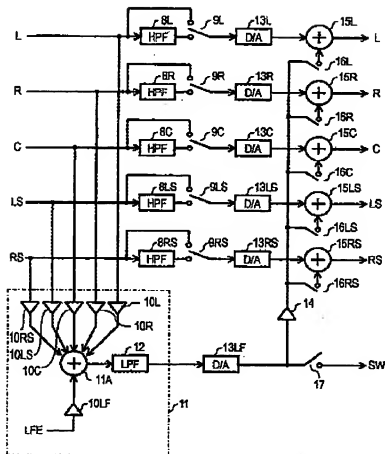 L 8L HPF 9L 13L D/A 15L L
16L
R 8R HPF 9R 13R D/A 15R R
16R
C 8C HPF 9C 13C D/A 15C C
16C
LS 8LS HPF 9LS 13LS D/A 15LS LS
16LS
RS 8RS HPF 9RS 13RS D/A 15RS RS
16RS
10RS 10LS 10C 10R 10L
14
11A 12 LPF 13LF D/A 17 SW
11
10LF
LFE